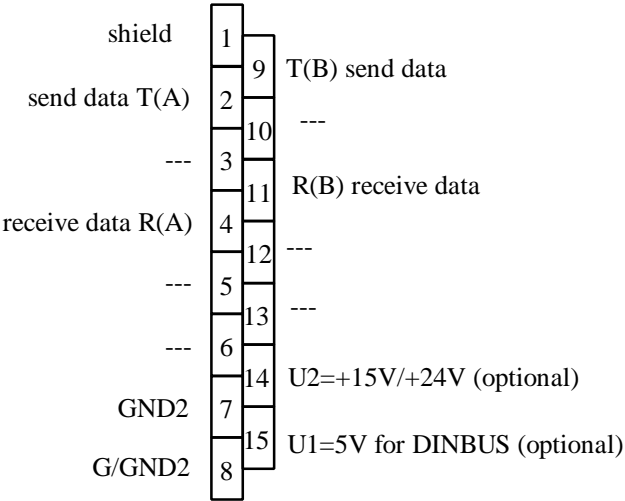 shield 1
9 T(B) send data
send data T(A) 2
10 ---
--- 3
11 R(B) receive data
receive data R(A) 4
12 ---
--- 5
13 ---
--- 6
14 U2=+15V/+24V (optional)
GND2 7
15 U1=5V for DINBUS (optional)
G/GND2 8